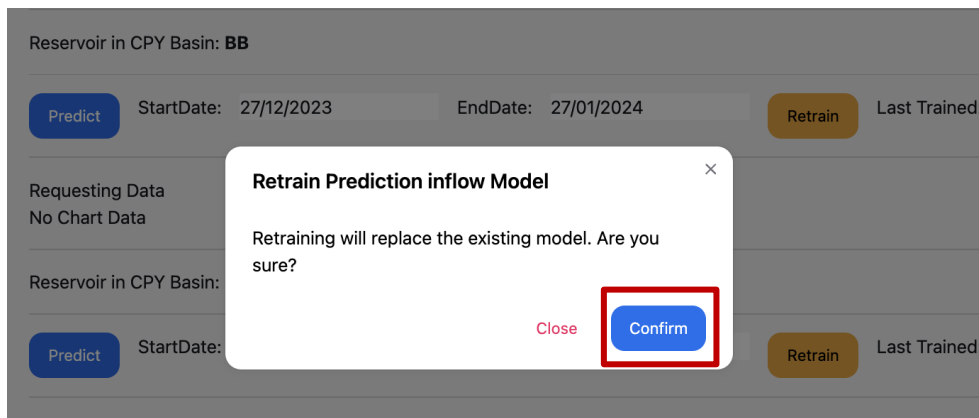 Reservoir in CPY Basin: BB
Predict StartDate: 27/12/2023 EndDate: 27/01/2024 Retrain Last Trained
Requesting Data
No Chart Data
Retrain Prediction inflow Model ×
Retraining will replace the existing model. Are you
sure?
Close Confirm
Reservoir in CPY Basin:
Predict StartDate: Retrain Last Trained